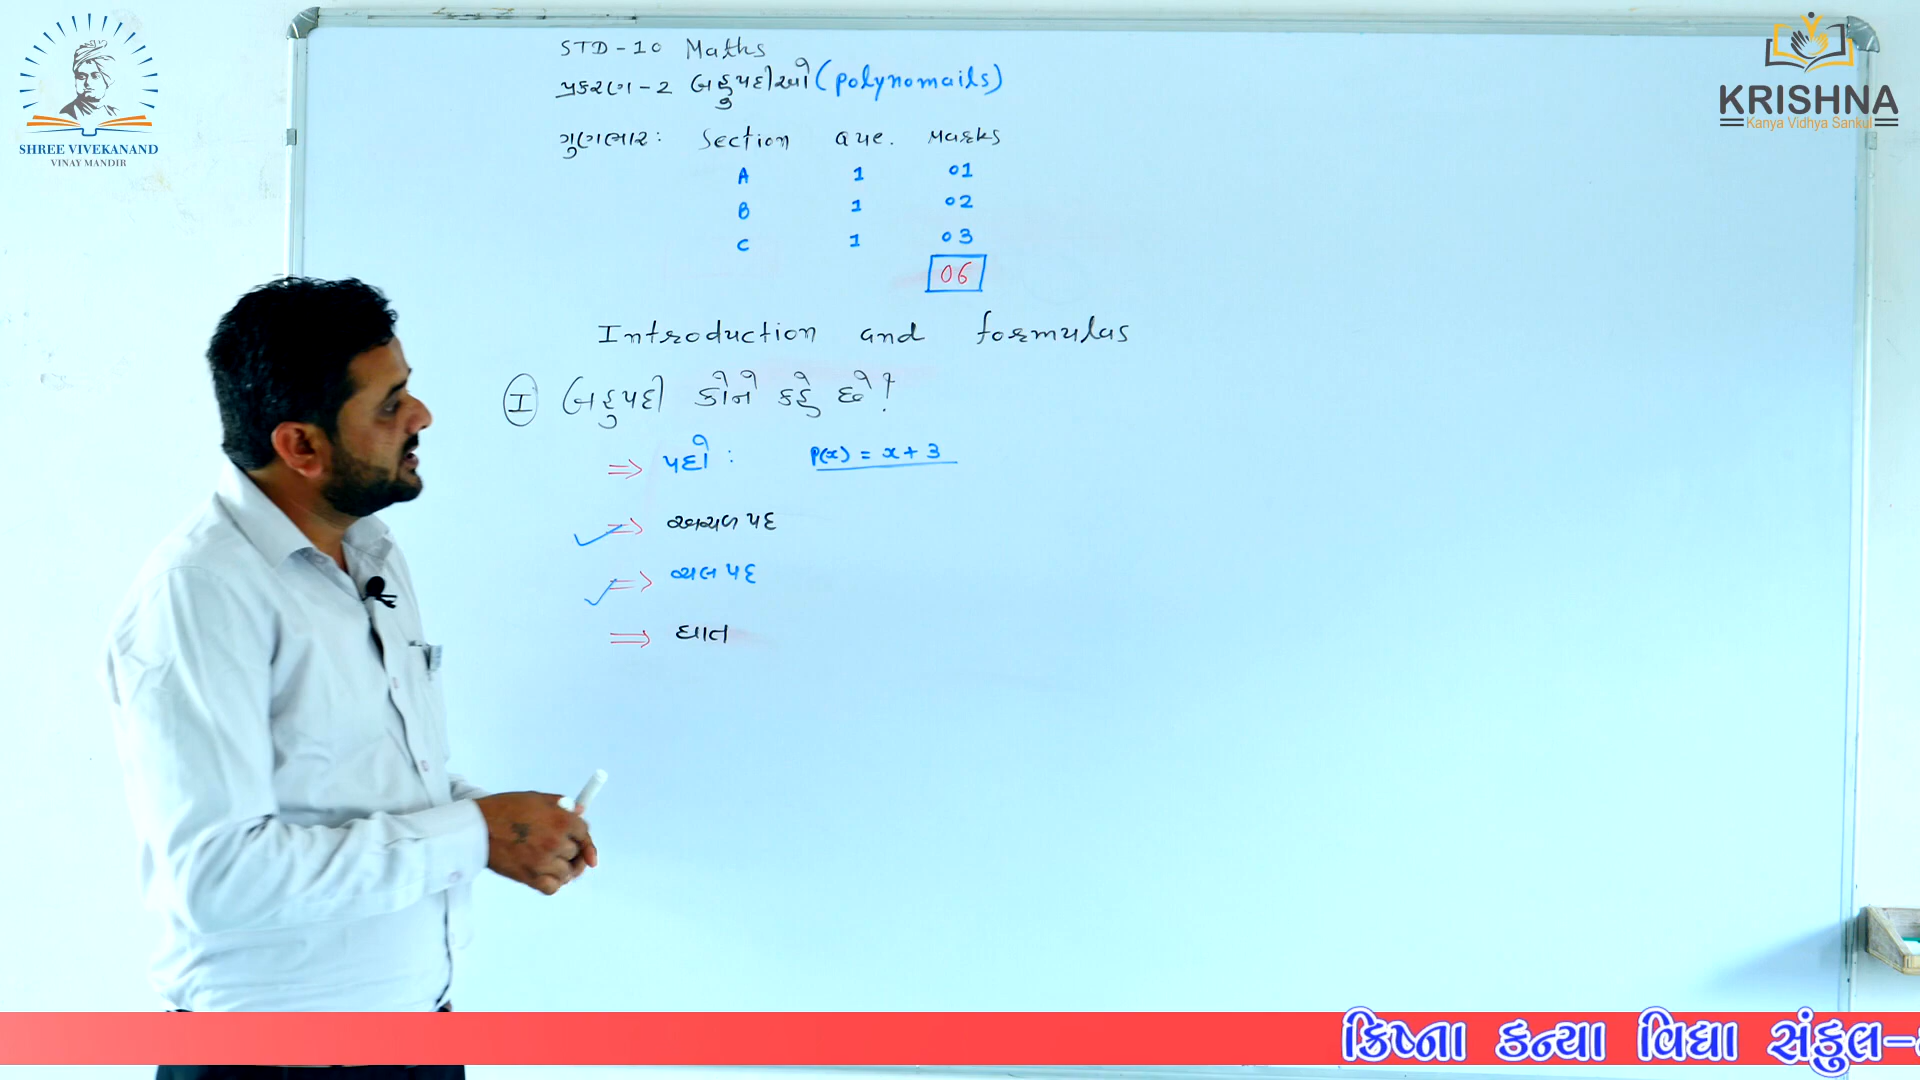 SHREE VIVEKANAND
VINAY MANDIR
KRISHNA
Kanya Vidhya Sankul
STD-10 Maths
પ્રકરણ-2 બહુપદીઓ (polynomails)
ગુણભાર: Section Que. Marks
A 1 01
B 1 02
C 1 03
06
Introduction and formulas
I બહુપદી કોને કહે છે?
⇒ પદો: P(x) = x + 3
⇒ અચળ પદ
⇒ ચલ પદ
⇒ ઘાત
ક્રિષ્ના કન્યા વિદ્યા સંકુલ-